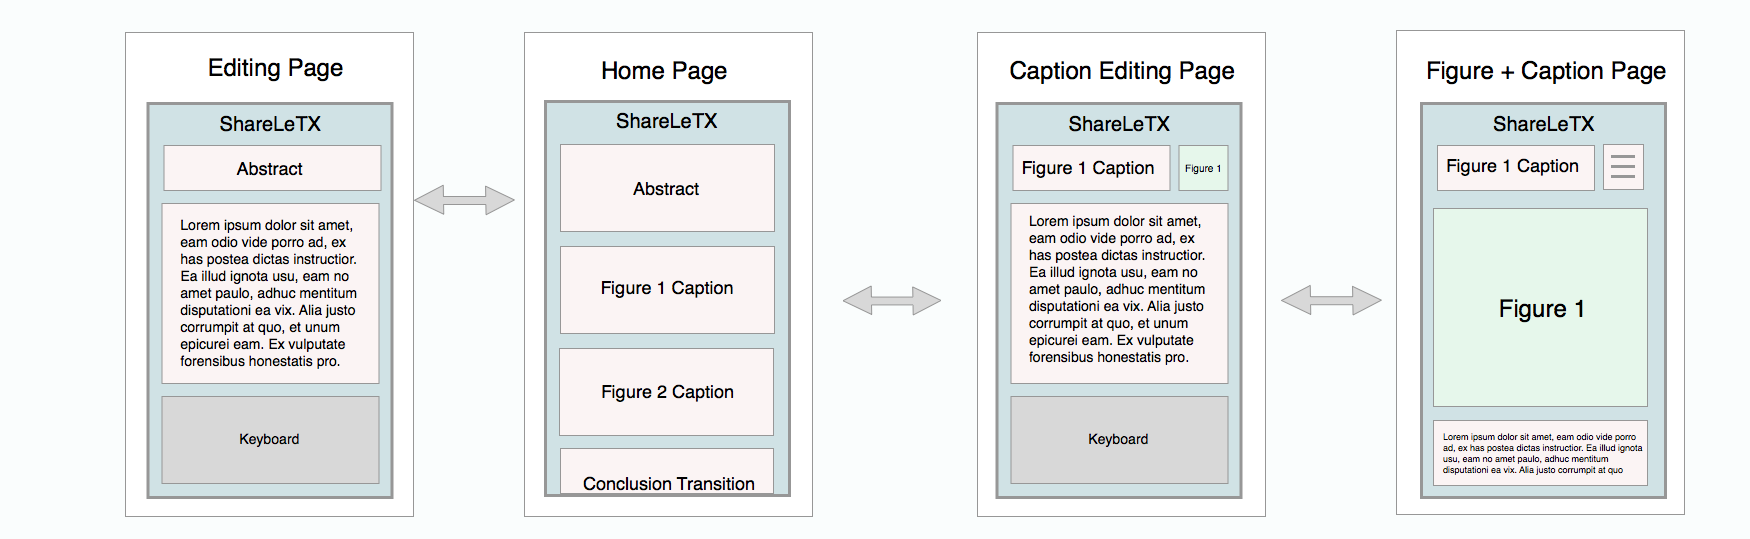 Editing Page
ShareLeTX
Abstract
Lorem ipsum dolor sit amet,
eam odio vide porro ad, ex
has postea dictas instructior.
Ea illud ignota usu, eam no
amet paulo, adhuc mentitum
disputationi ea vix. Alia justo
corrumpit at quo, et unum
epicurei eam. Ex vulputate
forensibus honestatis pro.
Keyboard
Home Page
ShareLeTX
Abstract
Figure 1 Caption
Figure 2 Caption
Conclusion Transition
Caption Editing Page
ShareLeTX
Figure 1 Caption
Figure 1
Lorem ipsum dolor sit amet,
eam odio vide porro ad, ex
has postea dictas instructior.
Ea illud ignota usu, eam no
amet paulo, adhuc mentitum
disputationi ea vix. Alia justo
corrumpit at quo, et unum
epicurei eam. Ex vulputate
forensibus honestatis pro.
Keyboard
Figure + Caption Page
ShareLeTX
Figure 1 Caption
Figure 1
Lorem ipsum dolor sit amet, eam odio vide porro
ad, ex has postea dictas instructior. Ea illud ignota
usu, eam no amet paulo, adhuc mentitum
disputationi ea vix. Alia justo corrumpit at quo